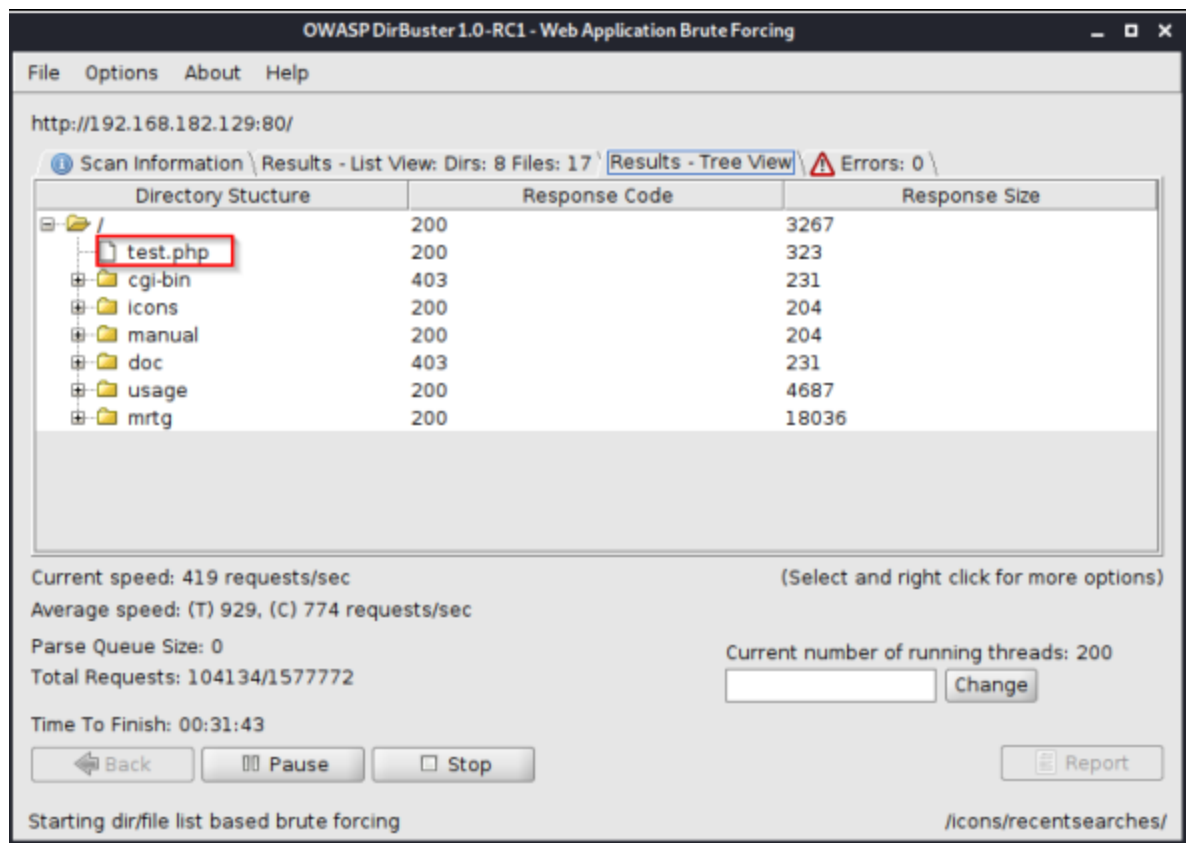 OWASP DirBuster 1.0-RC1 - Web Application Brute Forcing
File Options About Help
http://192.168.182.129:80/
Scan Information Results - List View: Dirs: 8 Files: 17 Results - Tree View Errors: 0
Directory Stucture Response Code Response Size
/ 200 3267
test.php 200 323
cgi-bin 403 231
icons 200 204
manual 200 204
doc 403 231
usage 200 4687
mrtg 200 18036
Current speed: 419 requests/sec (Select and right click for more options)
Average speed: (T) 929, (C) 774 requests/sec
Parse Queue Size: 0 Current number of running threads: 200
Total Requests: 104134/1577772 Change
Time To Finish: 00:31:43
Back Pause Stop Report
Starting dir/file list based brute forcing /icons/recentsearches/